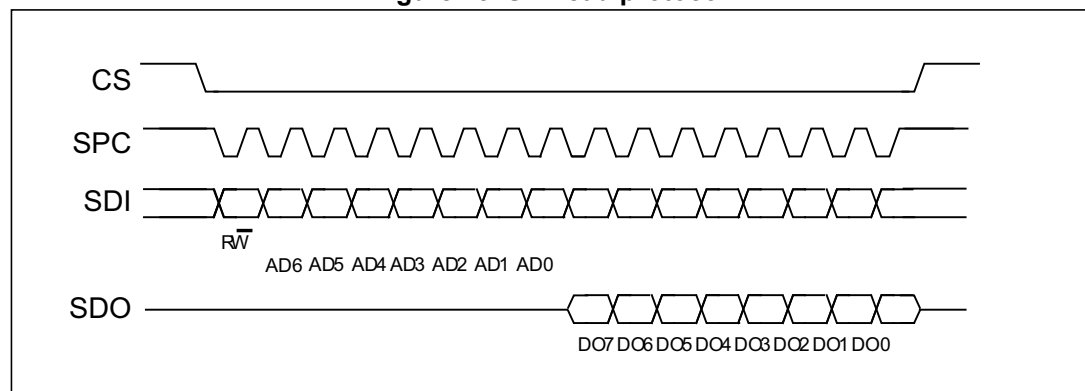 CS
SPC
SDI
RW
AD6 AD5 AD4 AD3 AD2 AD1 AD0
SDO
DO7 DO6 DO5 DO4 DO3 DO2 DO1 DO0